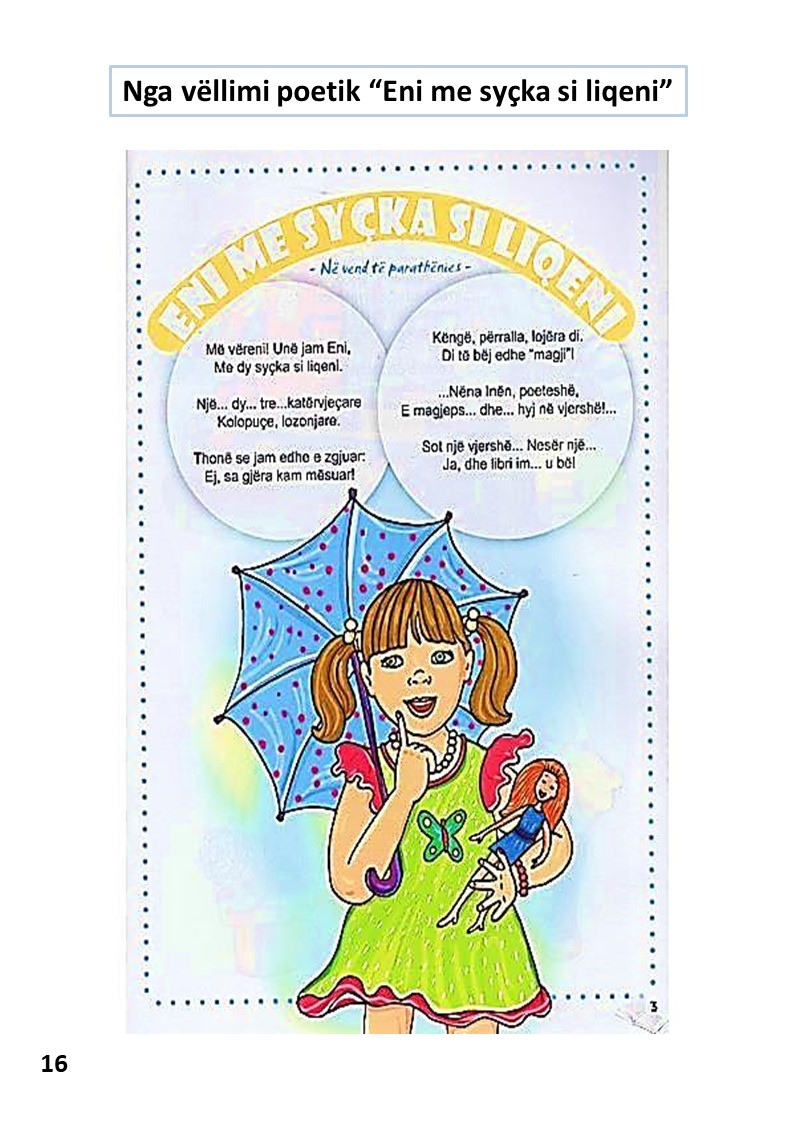 Nga vëllimi poetik “Eni me syçka si liqeni”
ENI ME SYÇKA SI LIQENI
- Në vend të parathënies -
Më vëreni! Unë jam Eni,
Me dy syçka si liqeni.
Një... dy... tre...katërvjeçare
Kolopuçe, lozonjare.
Thonë se jam edhe e zgjuar:
Ej, sa gjëra kam mësuar!
Këngë, përralla, lojëra di.
Di të bëj edhe "magji"!
...Nëna Inën, poeteshë,
E magjeps... dhe... hyj në vjershë!...
Sot një vjershë... Nesër një...
Ja, dhe libri im... u bë!
3
16